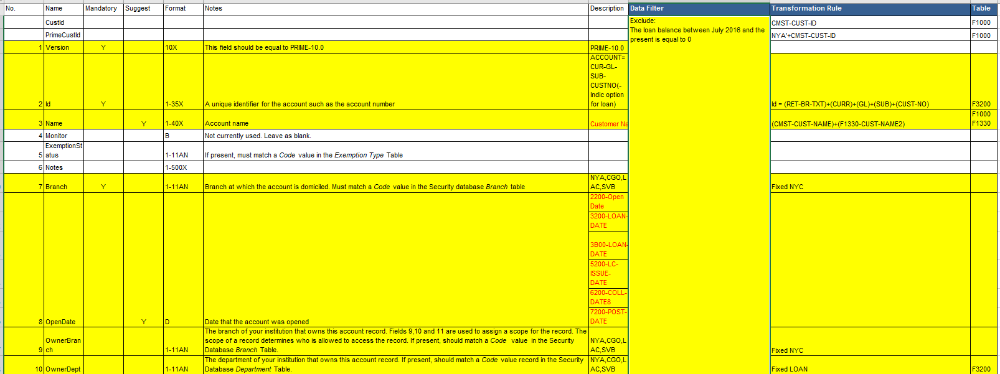 No. Name Mandatory Suggest Format Notes Description Data Filter Transformation Rule Table
CustId CMST-CUST-ID F1000
Exclude:
The loan balance between July 2016 and the
present is equal to 0
PrimeCustId NYA'+CMST-CUST-ID F1000
1 Version Y 10X This field should be equal to PRIME-10.0 PRIME-10.0
2 Id Y 1-35X A unique identifier for the account such as the account number
ACCOUNT=
CUR-GL-
SUB-
CUSTNO(-
Indic option
for loan)
Id = (RET-BR-TXT)+(CURR)+(GL)+(SUB)+(CUST-NO) F3200
3 Name Y 1-40X Account name Customer Na (CMST-CUST-NAME)+(F1330-CUST-NAME2)
F1000
F1330
4 Monitor B Not currently used. Leave as blank.
5 ExemptionSt
atus
1-11AN If present, must match a Code value in the Exemption Type Table
6 Notes 1-500X
7 Branch Y 1-11AN Branch at which the account is domiciled. Must match a Code value in the Security database Branch table
NYA,CGO,L
AC,SVB
Fixed NYC
8 OpenDate Y D Date that the account was opened
2200-Open
Date
3200-LOAN-
DATE
3B00-LOAN-
DATE
5200-LC-
ISSUE-
DATE
6200-COLL-
DATE8
7200-POST-
DATE
9 OwnerBran
ch
1-11AN
The branch of your institution that owns this account record. Fields 9,10 and 11 are used to assign a scope for the record. The
scope of a record determines who is allowed to access the record. If present, should match a Code value in the Security
Database Branch Table.
NYA,CGO,L
AC,SVB
Fixed NYC
10 OwnerDept 1-11AN
The department of your institution that owns this account record. If present, should match a Code value record in the Security
Database Department Table.
NYA,CGO,L
AC,SVB
Fixed LOAN F3200